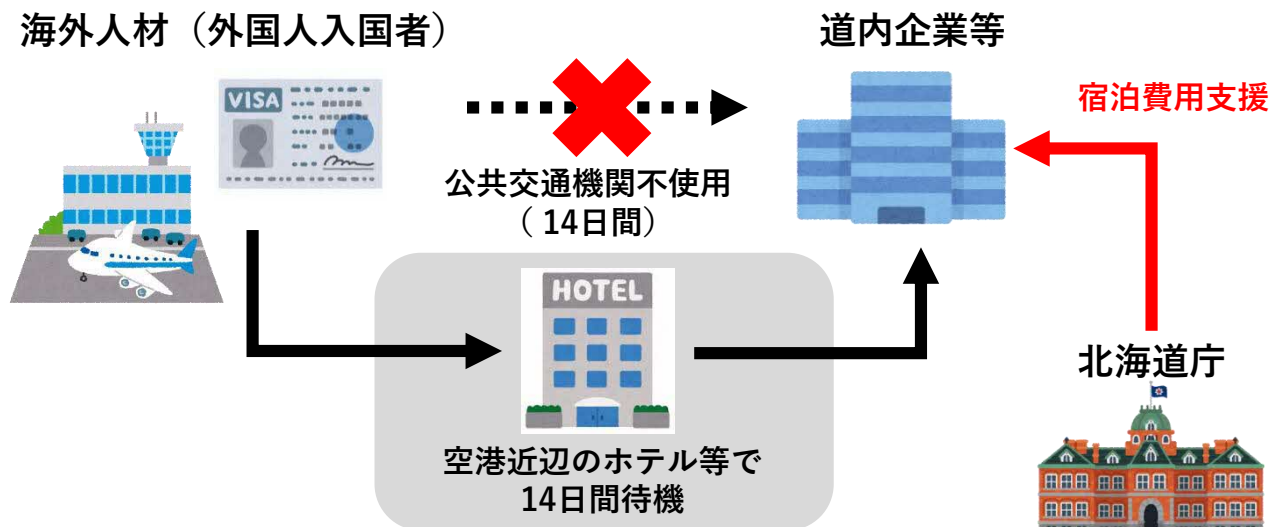 海外人材（外国人入国者）
道内企業等
VISA
宿泊費用支援
公共交通機関不使用
（ 14日間）
HOTEL
北海道庁
空港近辺のホテル等で
14日間待機